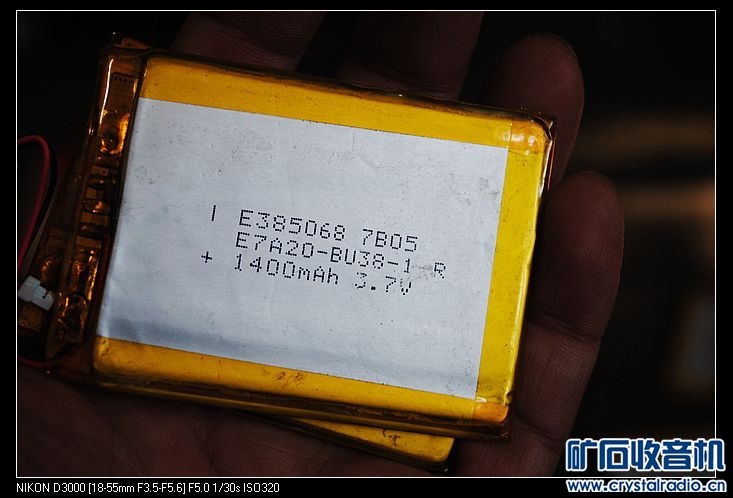 | E385068 7B05
E7A20-BU38-1 R
+ 1400mAh 3.7V
矿石收音机
www.crystalradio.cn
NIKON D3000 [18-55mm F3.5-F5.6] F5.0 1/30s ISO320